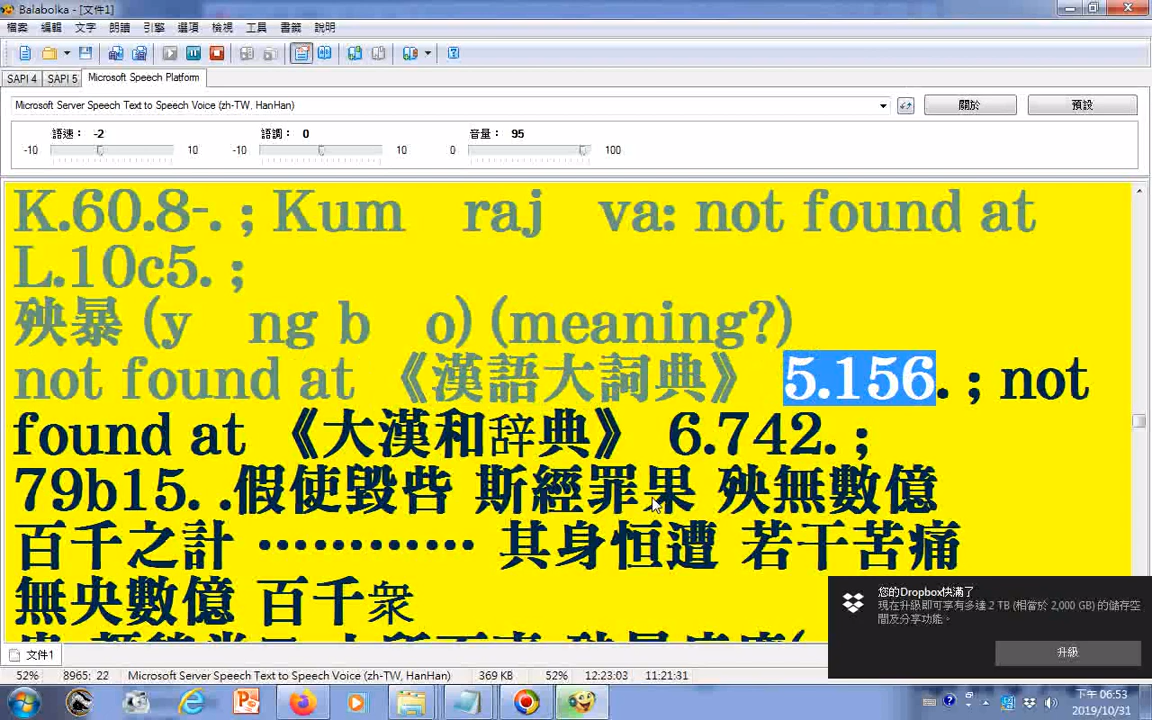 Balabolka - [文件1]
檔案 編輯 文字 朗讀 引擎 選項 檢視 工具 書籤 說明
SAPI 4 SAPI 5 Microsoft Speech Platform
Microsoft Server Speech Text to Speech Voice (zh-TW, HanHan) 關於 預設
語速： -2 語調： 0 音量： 95
-10 10 -10 10 0 100
K.60.8-. ; Kum raj va: not found at
L.10c5. ;
殃暴 (y ng b o) (meaning?)
not found at 《漢語大詞典》 5.156. ; not
found at 《大漢和辞典》 6.742. ;
79b15. .假使毀呰 斯經罪果 殃無數億
百千之計 ………… 其身恒遭 若干苦痛
無央數億 百千衆
您的Dropbox快滿了
現在升級即可享有多達 2 TB (相當於 2,000 GB) 的儲存空
間及分享功能。
升級
文件1
52% 8965: 22 Microsoft Server Speech Text to Speech Voice (zh-TW, HanHan) 369 KB 52% 12:23:03 11:21:31
下午 06:53
2019/10/31